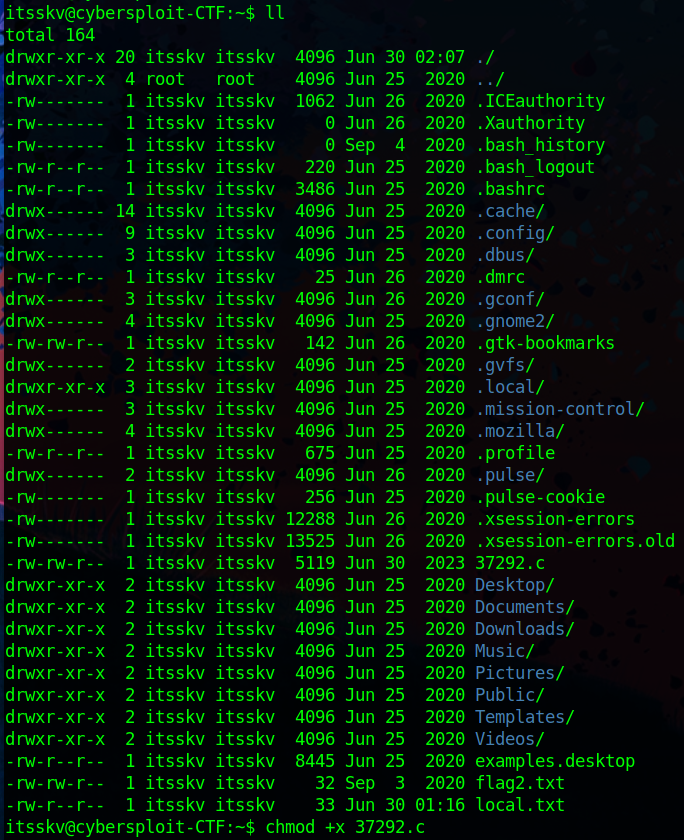 itsskv@cybersploit-CTF:~$ ll
total 164
drwxr-xr-x 20 itsskv itsskv  4096 Jun 30 02:07 ./
drwxr-xr-x  4 root   root    4096 Jun 25  2020 ../
-rw-------  1 itsskv itsskv  1062 Jun 26  2020 .ICEauthority
-rw-------  1 itsskv itsskv     0 Jun 26  2020 .Xauthority
-rw-------  1 itsskv itsskv     0 Sep  4  2020 .bash_history
-rw-r--r--  1 itsskv itsskv   220 Jun 25  2020 .bash_logout
-rw-r--r--  1 itsskv itsskv  3486 Jun 25  2020 .bashrc
drwx------ 14 itsskv itsskv  4096 Jun 25  2020 .cache/
drwx------  9 itsskv itsskv  4096 Jun 25  2020 .config/
drwx------  3 itsskv itsskv  4096 Jun 25  2020 .dbus/
-rw-r--r--  1 itsskv itsskv    25 Jun 26  2020 .dmrc
drwx------  3 itsskv itsskv  4096 Jun 26  2020 .gconf/
drwx------  4 itsskv itsskv  4096 Jun 25  2020 .gnome2/
-rw-rw-r--  1 itsskv itsskv   142 Jun 26  2020 .gtk-bookmarks
drwx------  2 itsskv itsskv  4096 Jun 25  2020 .gvfs/
drwxr-xr-x  3 itsskv itsskv  4096 Jun 25  2020 .local/
drwx------  3 itsskv itsskv  4096 Jun 25  2020 .mission-control/
drwx------  4 itsskv itsskv  4096 Jun 25  2020 .mozilla/
-rw-r--r--  1 itsskv itsskv   675 Jun 25  2020 .profile
drwx------  2 itsskv itsskv  4096 Jun 26  2020 .pulse/
-rw-------  1 itsskv itsskv   256 Jun 25  2020 .pulse-cookie
-rw-------  1 itsskv itsskv 12288 Jun 26  2020 .xsession-errors
-rw-------  1 itsskv itsskv 13525 Jun 26  2020 .xsession-errors.old
-rw-rw-r--  1 itsskv itsskv  5119 Jun 30  2023 37292.c
drwxr-xr-x  2 itsskv itsskv  4096 Jun 25  2020 Desktop/
drwxr-xr-x  2 itsskv itsskv  4096 Jun 25  2020 Documents/
drwxr-xr-x  2 itsskv itsskv  4096 Jun 25  2020 Downloads/
drwxr-xr-x  2 itsskv itsskv  4096 Jun 25  2020 Music/
drwxr-xr-x  2 itsskv itsskv  4096 Jun 25  2020 Pictures/
drwxr-xr-x  2 itsskv itsskv  4096 Jun 25  2020 Public/
drwxr-xr-x  2 itsskv itsskv  4096 Jun 25  2020 Templates/
drwxr-xr-x  2 itsskv itsskv  4096 Jun 25  2020 Videos/
-rw-r--r--  1 itsskv itsskv  8445 Jun 25  2020 examples.desktop
-rw-rw-r--  1 itsskv itsskv    32 Sep  3  2020 flag2.txt
-rw-r--r--  1 itsskv itsskv    33 Jun 30 01:16 local.txt
itsskv@cybersploit-CTF:~$ chmod +x 37292.c